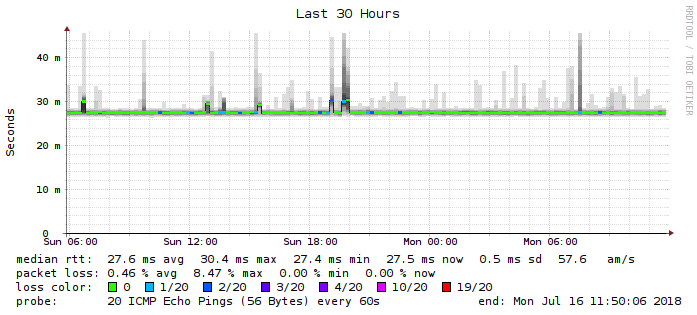 Last 30 Hours
RRDTOOL / TOBI OETIKER
Seconds
40 m
30 m
20 m
10 m
0
Sun 06:00 Sun 12:00 Sun 18:00 Mon 00:00 Mon 06:00
median rtt: 27.6 ms avg 30.4 ms max 27.4 ms min 27.5 ms now 0.5 ms sd 57.6 am/s
packet loss: 0.46 % avg 8.47 % max 0.00 % min 0.00 % now
loss color: 0 1/20 2/20 3/20 4/20 10/20 19/20
probe: 20 ICMP Echo Pings (56 Bytes) every 60s end: Mon Jul 16 11:50:06 2018